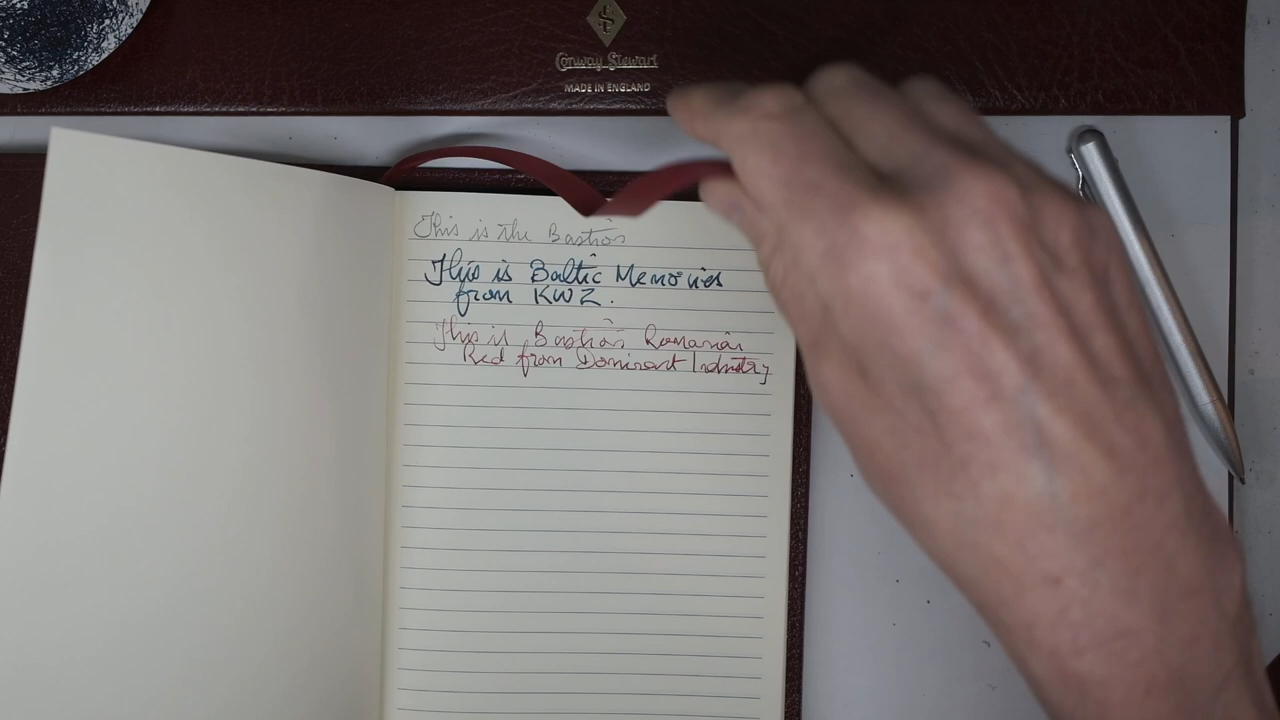 Conway Stewart
MADE IN ENGLAND
This is the Bastion
This is Baltic Memories
from KWZ.
This is Bastion Romanian
Red from Dominant Industry